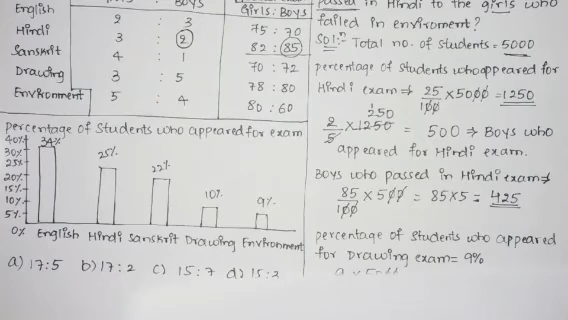 BOYS
Girls : Boys
English 2 : 3 75 : 70
Hindi 3 : 2 82 : 85
Sanskrit 4 : 1 70 : 72
Drawing 3 : 5 78 : 80
Environment 5 : 4 80 : 60
percentage of students who appeared for exam
40%
30%
25%
20%
15%
10%
5%
0%
34%
25%
22%
10%
9%
English Hindi Sanskrit Drawing Environment
a) 17:5 b) 17:2 c) 15:7 d) 15:2
passed in Hindi to the girls who
failed in enviroment?
Sol:- Total no. of students = 5000
percentage of students who appeared for
Hindi exam ⇒ 25/100 × 5000 = 1250
250
2/5 × 1250 = 500 ⇒ Boys who
appeared for Hindi exam.
Boys who passed in Hindi exam ⇒
85/100 × 500 = 85×5 = 425
percentage of students who appeared
for Drawing exam = 9%